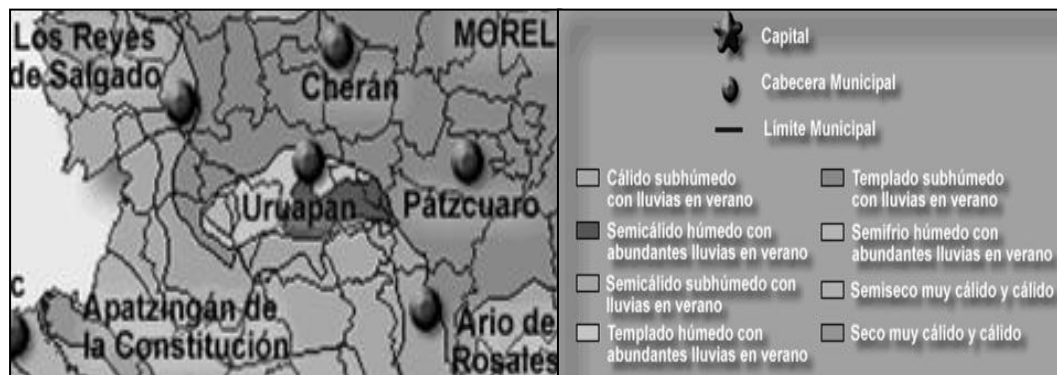 Los Reyes
de Salgado
MOREL
Cherán
Uruapan
Pátzcuaro
c
Apatzingán de
la Constitución
Ario de
Rosales
Capital
Cabecera Municipal
Límite Municipal
Cálido subhúmedo
con lluvias en verano
Semicálido húmedo con
abundantes lluvias en verano
Semicálido subhúmedo con
lluvias en verano
Templado húmedo con
abundantes lluvias en verano
Templado subhúmedo
con lluvias en verano
Semifrio húmedo con
abundantes lluvias en verano
Semiseco muy cálido y cálido
Seco muy cálido y cálido